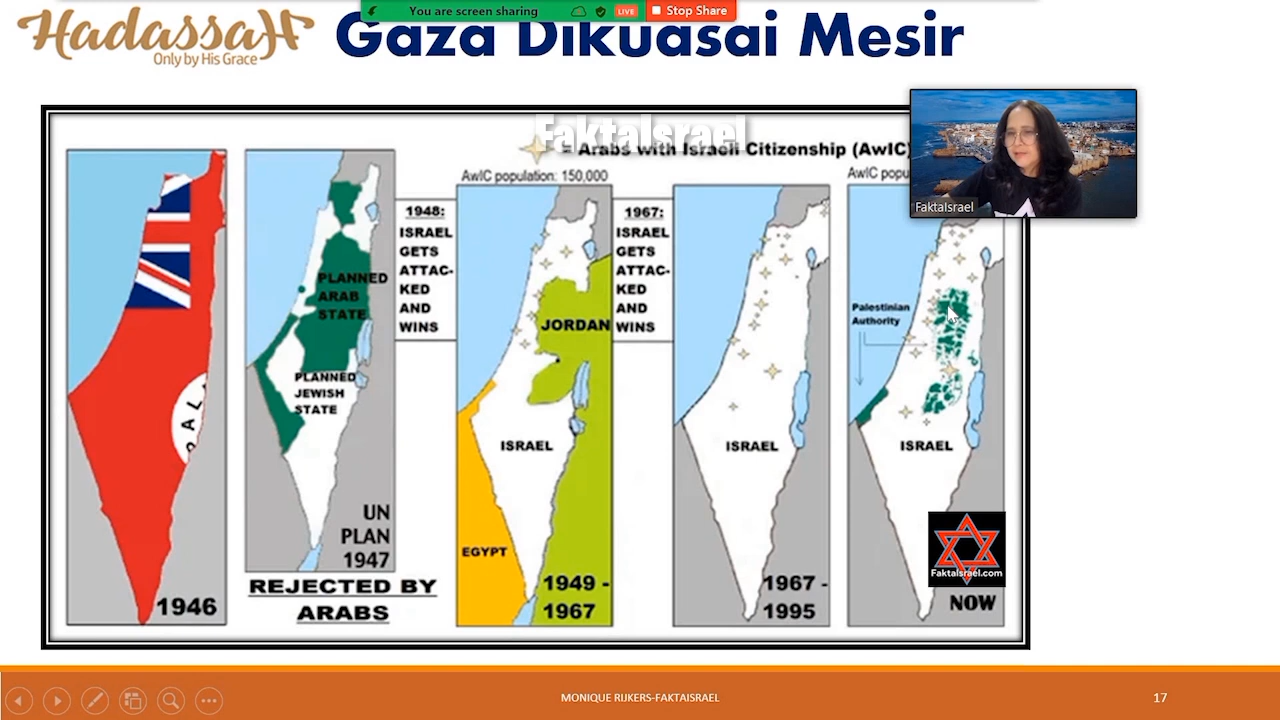 You are screen sharing
LIVE
Stop Share
HadassaH
Only by His Grace
Gaza Dikuasai Mesir
FaktaIsrael
= Arabs with Israeli Citizenship (AwIC)
AwIC population: 150,000
AwIC popu
FaktaIsrael
1946
PLANNED
ARAB
STATE
PLANNED
JEWISH
STATE
UN
PLAN
1947
REJECTED BY
ARABS
1948:
ISRAEL
GETS
ATTAC-
KED
AND
WINS
JORDAN
ISRAEL
EGYPT
1949 -
1967
1967:
ISRAEL
GETS
ATTAC-
KED
AND
WINS
ISRAEL
1967 -
1995
Palestinian
Authority
ISRAEL
FaktaIsrael.com
NOW
MONIQUE RIJKERS-FAKTAISRAEL
17